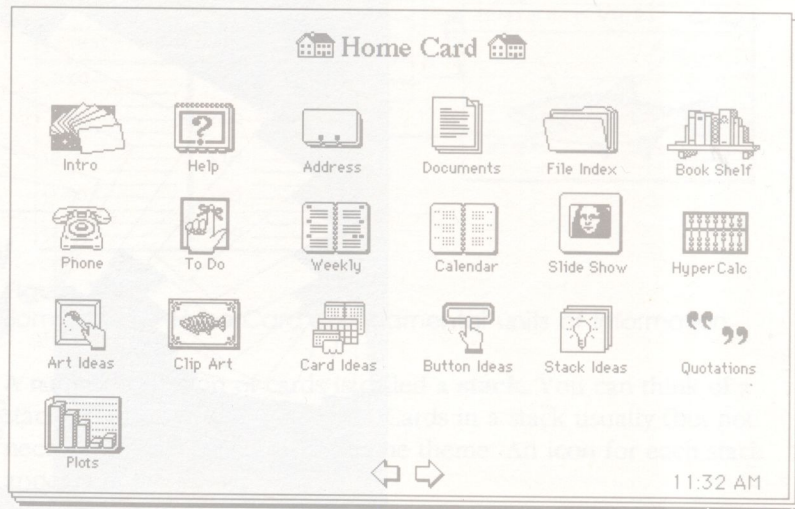 Home Card
Intro Help Address Documents File Index Book Shelf
Phone To Do Weekly Calendar Slide Show HyperCalc
Art Ideas Clip Art Card Ideas Button Ideas Stack Ideas Quotations
Plots
11:32 AM